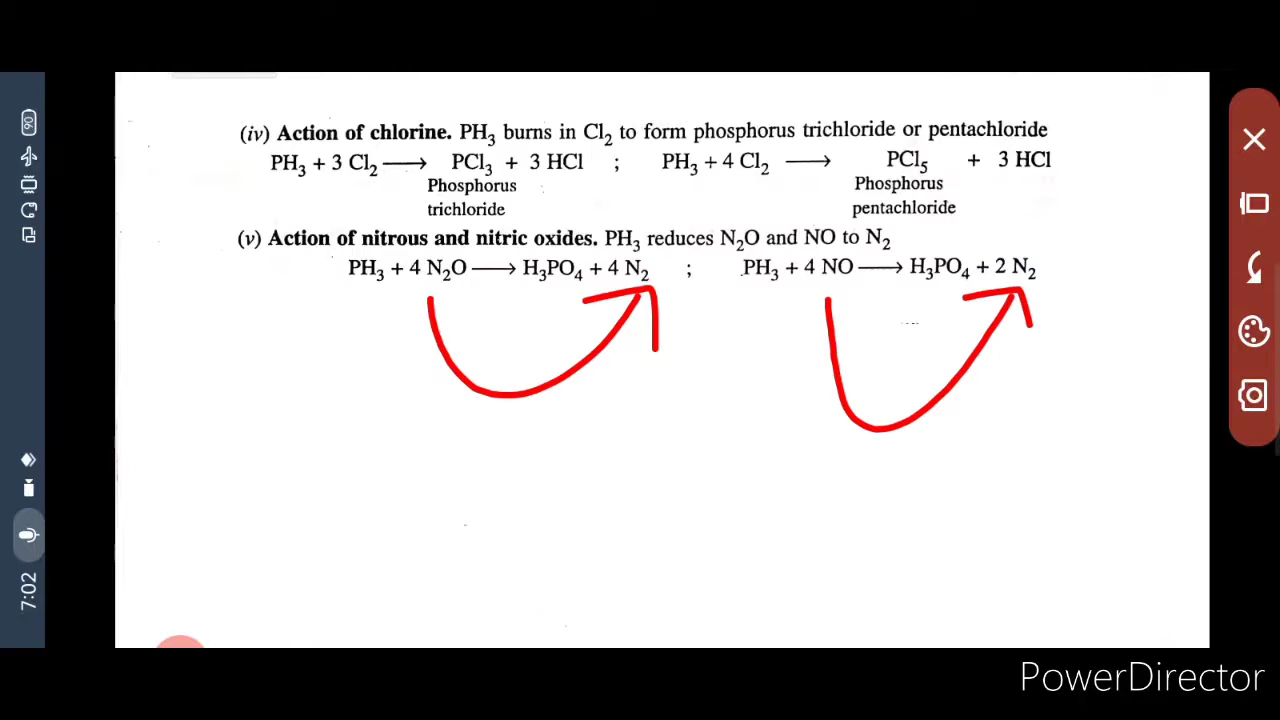 (iv) Action of chlorine. PH₃ burns in Cl₂ to form phosphorus trichloride or pentachloride
PH₃ + 3 Cl₂ ⟶ PCl₃ + 3 HCl ; PH₃ + 4 Cl₂ ⟶ PCl₅ + 3 HCl
Phosphorus Phosphorus
trichloride pentachloride
(v) Action of nitrous and nitric oxides. PH₃ reduces N₂O and NO to N₂
PH₃ + 4 N₂O ⟶ H₃PO₄ + 4 N₂ ; PH₃ + 4 NO ⟶ H₃PO₄ + 2 N₂
90
7:02
PowerDirector